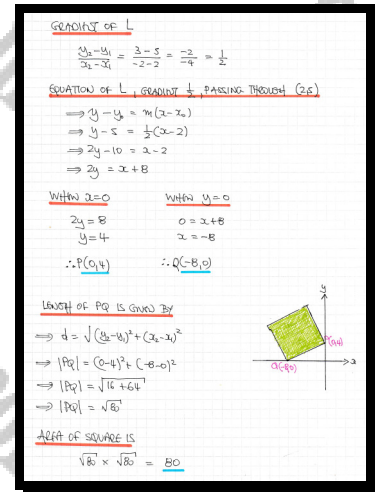 GRADIENT OF L
y₂-y₁/x₂-x₁ = 3-5/-2-2 = -2/-4 = 1/2
EQUATION OF L, GRADIENT 1/2, PASSING THROUGH (2,5)
⇒ y-y₀ = m(x-x₀)
⇒ y-5 = 1/2(x-2)
⇒ 2y-10 = x-2
⇒ 2y = x+8
WHEN x=0
2y=8
y=4
∴ P(0,4)
WHEN y=0
0=x+8
x=-8
∴ Q(-8,0)
LENGTH OF PQ IS GIVEN BY
⇒ d = √(y₂-y₁)²+(x₂-x₁)²
⇒ |PQ| = (0-4)²+(-8-0)²
⇒ |PQ| = √16+64
⇒ |PQ| = √80
y
P(0,4)
x
Q(-8,0)
AREA OF SQUARE IS
√80 × √80 = 80